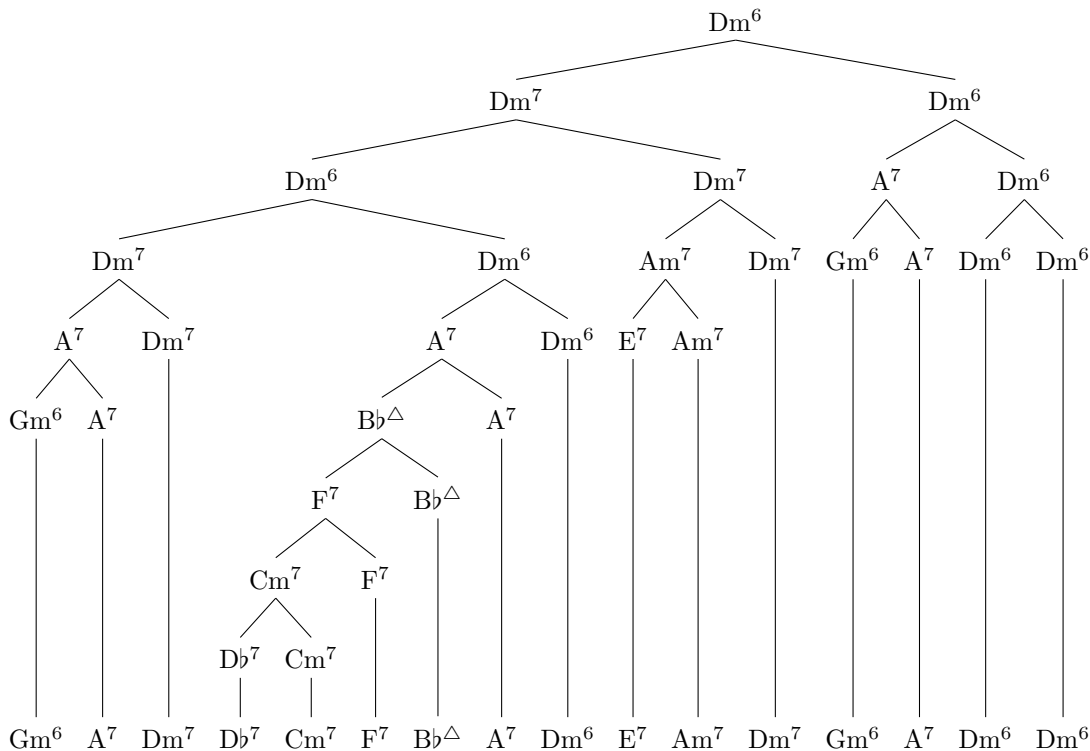 Dm⁶
Dm⁷ Dm⁶
Dm⁶ Dm⁷ A⁷ Dm⁶
Dm⁷ Dm⁶ Am⁷ Dm⁷ Gm⁶ A⁷ Dm⁶ Dm⁶
A⁷ Dm⁷ A⁷ Dm⁶ E⁷ Am⁷
Gm⁶ A⁷ B♭△ A⁷
F⁷ B♭△
Cm⁷ F⁷
D♭⁷ Cm⁷
Gm⁶ A⁷ Dm⁷ D♭⁷ Cm⁷ F⁷ B♭△ A⁷ Dm⁶ E⁷ Am⁷ Dm⁷ Gm⁶ A⁷ Dm⁶ Dm⁶